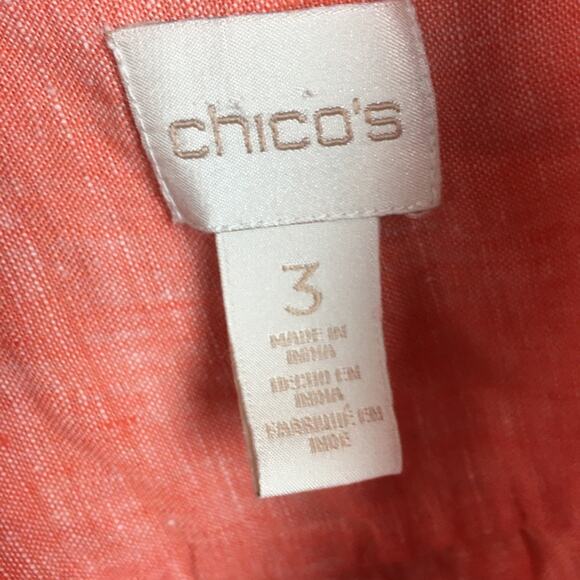 chico's
3
MADE IN
INDIA
HECHO EN
INDIA
FABRIQUÉ EN
INDE